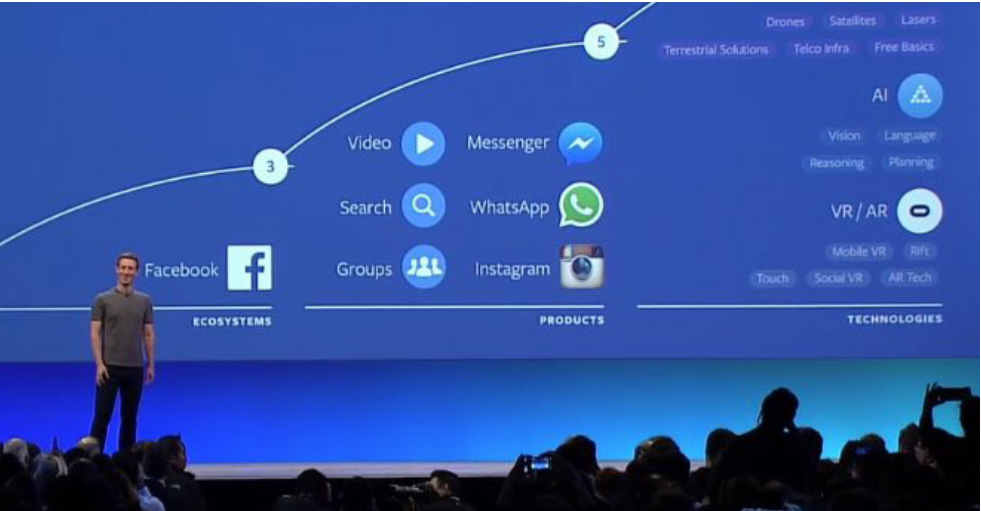 Drones Satellites Lasers
5
Terrestrial Solutions Telco Infra Free Basics
AI
Video Messenger
Vision Language
3
Reasoning Planning
Search WhatsApp
VR / AR
Mobile VR Rift
Facebook
Groups Instagram
Touch Social VR AR Tech
ECOSYSTEMS PRODUCTS TECHNOLOGIES